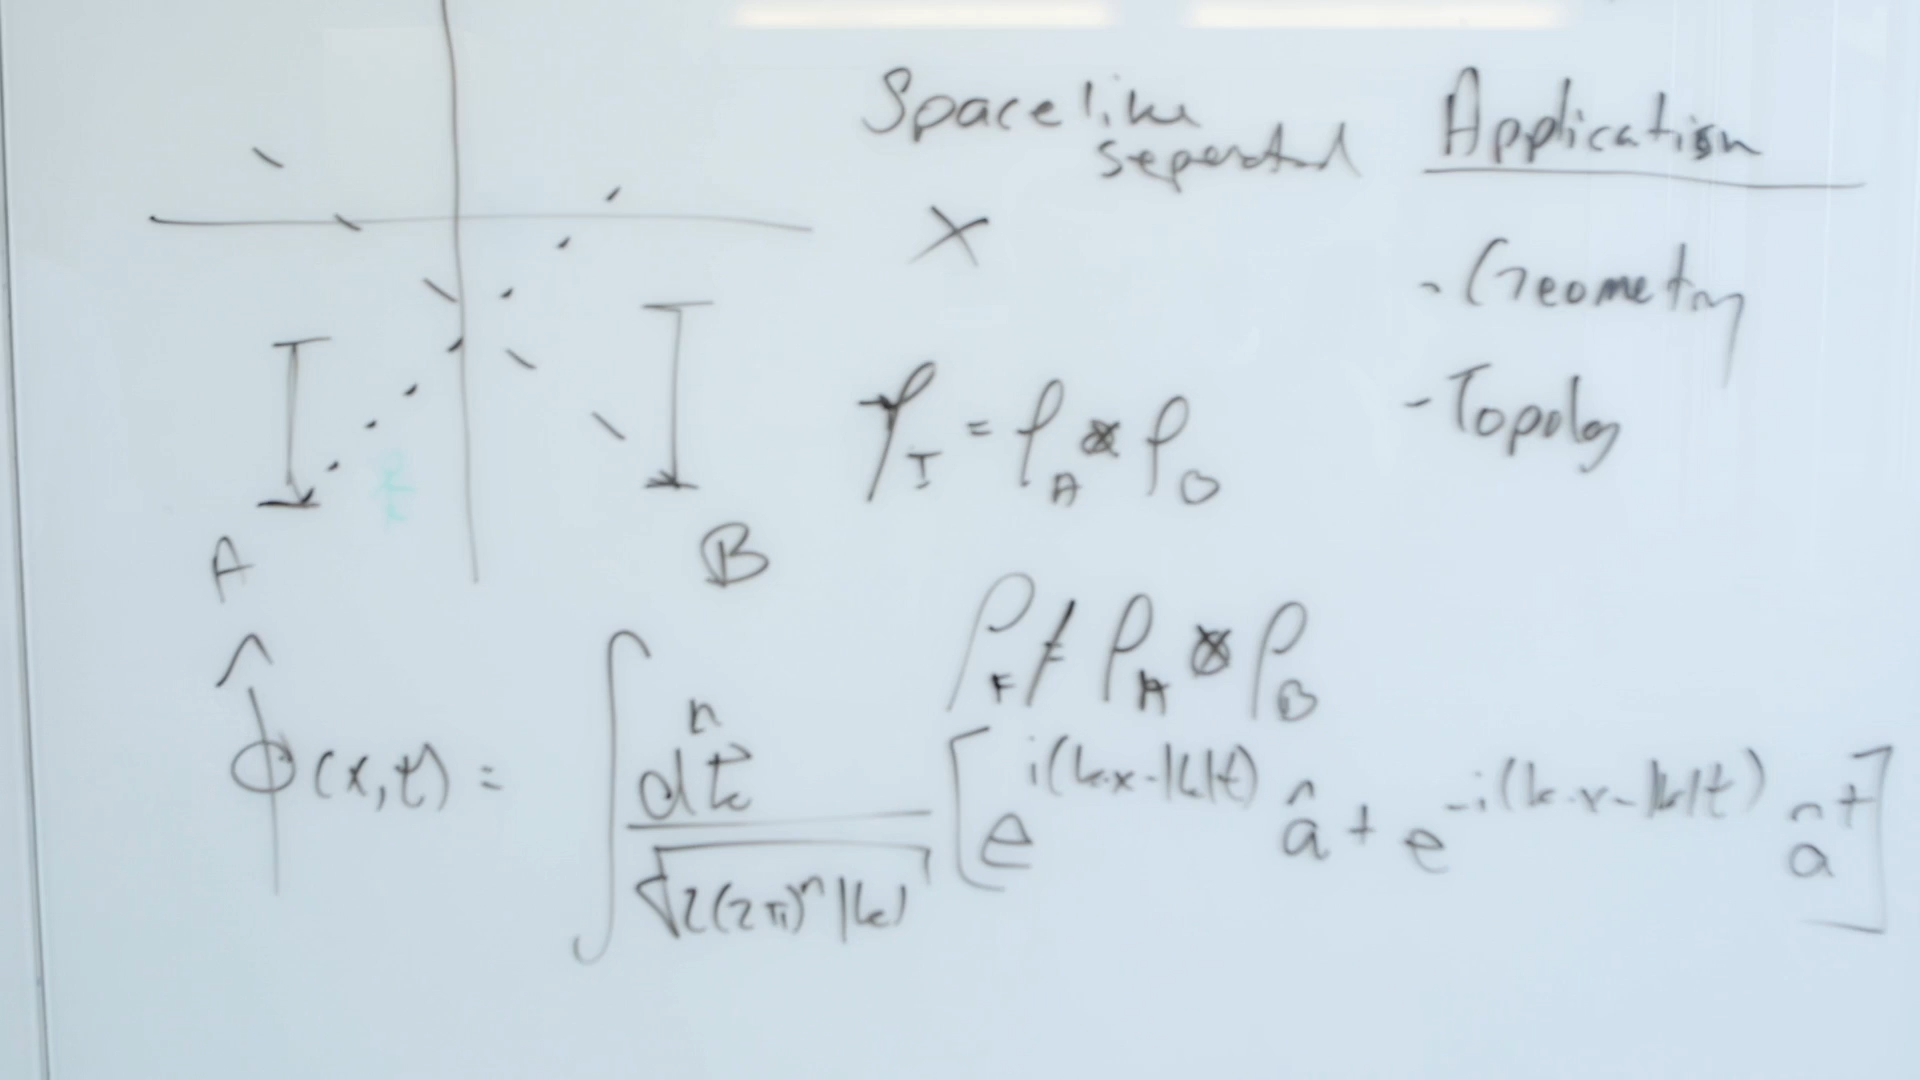 Spacelike
seperated
×
Application
- Geometry
- Topology
A
B
ρ_I = ρ_A ⊗ ρ_B
ρ_F ≠ ρ_A ⊗ ρ_B
ϕ̂(x,t) = ∫ dⁿk⃗ / √(2(2π)ⁿ|k|) [e^{i(k·x-|k|t)} â + e^{-i(k·x-|k|t)} â†]